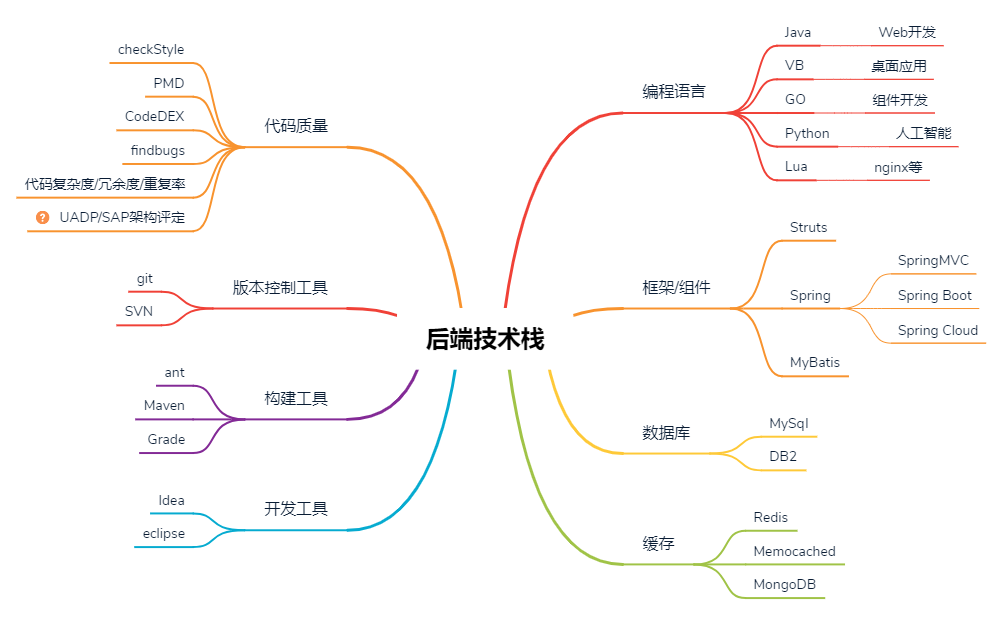 后端技术栈
编程语言
Java Web开发
VB 桌面应用
GO 组件开发
Python 人工智能
Lua nginx等
框架/组件
Struts
Spring
SpringMVC
Spring Boot
Spring Cloud
MyBatis
数据库
MySql
DB2
缓存
Redis
Memocached
MongoDB
代码质量
checkStyle
PMD
CodeDEX
findbugs
代码复杂度/冗余度/重复率
? UADP/SAP架构评定
版本控制工具
git
SVN
构建工具
ant
Maven
Grade
开发工具
Idea
eclipse